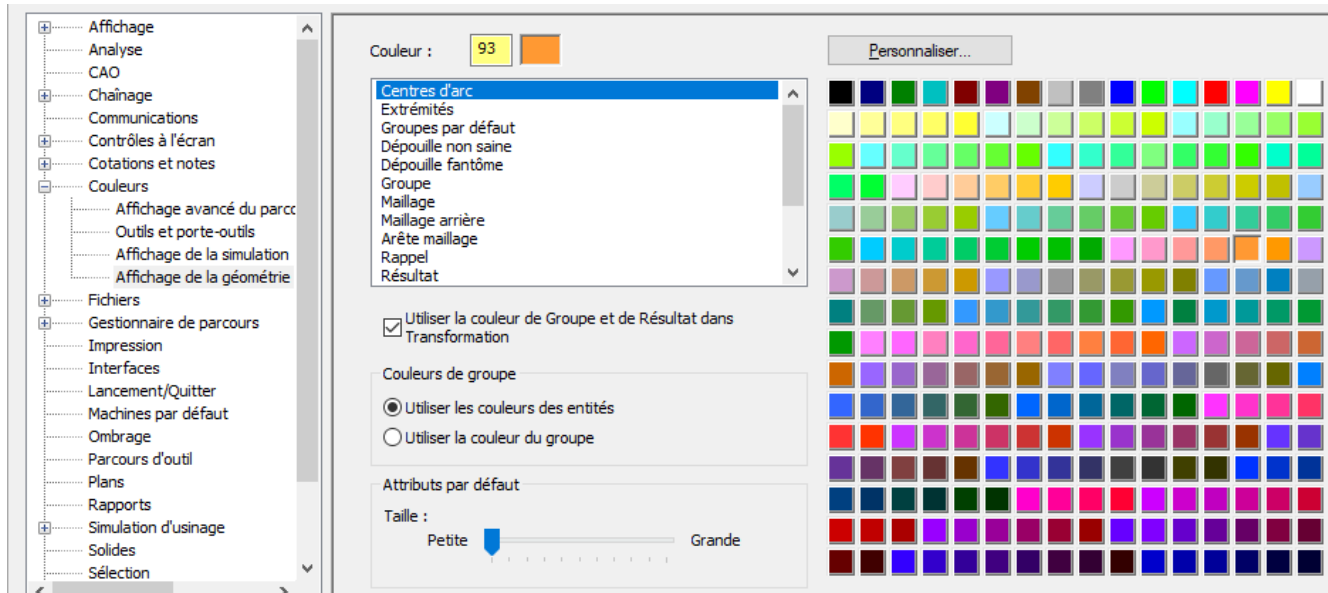 Affichage
Analyse
CAO
Chaînage
Communications
Contrôles à l'écran
Cotations et notes
Couleurs
Affichage avancé du parcc
Outils et porte-outils
Affichage de la simulation
Affichage de la géométrie
Fichiers
Gestionnaire de parcours
Impression
Interfaces
Lancement/Quitter
Machines par défaut
Ombrage
Parcours d'outil
Plans
Rapports
Simulation d'usinage
Solides
Sélection
Couleur :
93
Centres d'arc
Extrémités
Groupes par défaut
Dépouille non saine
Dépouille fantôme
Groupe
Maillage
Maillage arrière
Arête maillage
Rappel
Résultat
Utiliser la couleur de Groupe et de Résultat dans
Transformation
Couleurs de groupe
Utiliser les couleurs des entités
Utiliser la couleur du groupe
Attributs par défaut
Taille :
Petite
Grande
Personnaliser...